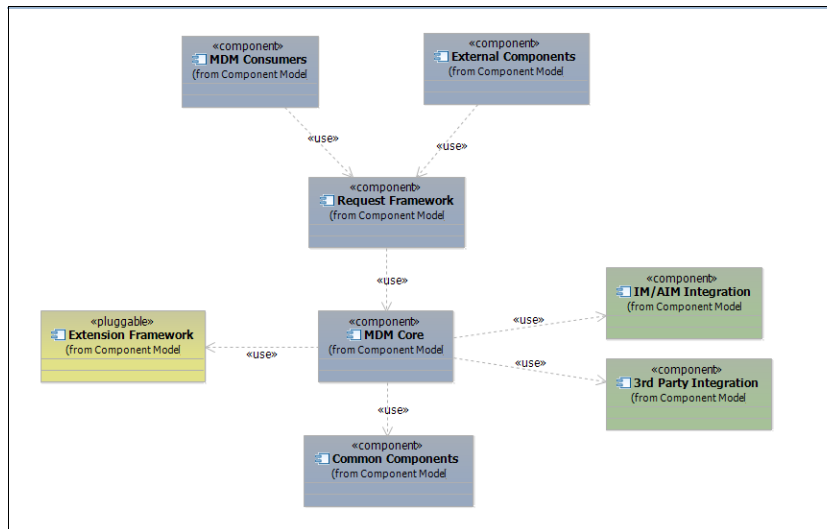 «component»
MDM Consumers
(from Component Model
«component»
External Components
(from Component Model
«use»
«use»
«component»
Request Framework
(from Component Model
«use»
«component»
IM/AIM Integration
(from Component Model
«pluggable»
Extension Framework
(from Component Model
«component»
MDM Core
(from Component Model
«use»
«use»
«use»
«component»
3rd Party Integration
(from Component Model
«use»
«component»
Common Components
(from Component Model